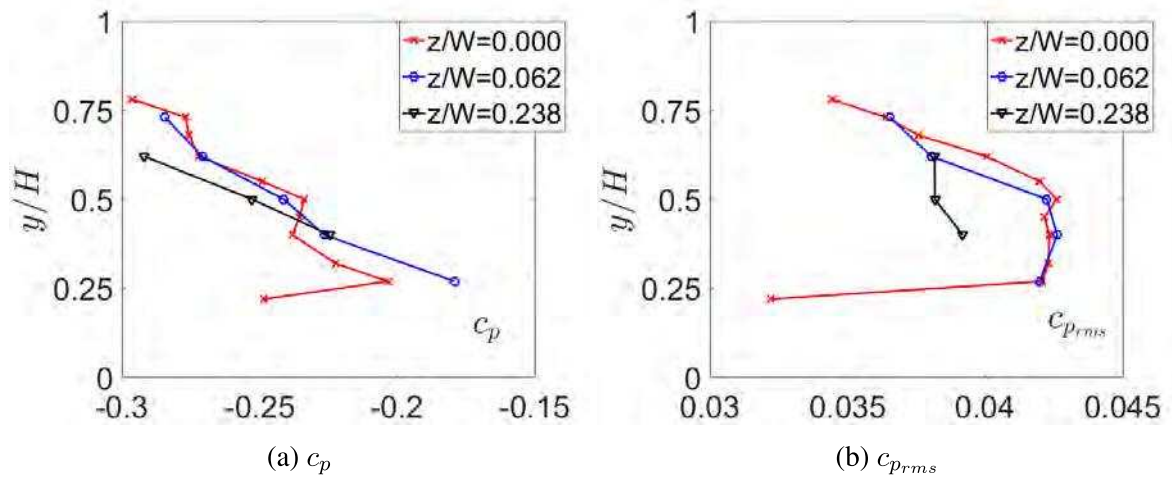 1
0.75
0.5
0.25
0
y/H
z/W=0.000
z/W=0.062
z/W=0.238
c_p
-0.3
-0.25
-0.2
-0.15
(a) c_p
1
0.75
0.5
0.25
0
y/H
z/W=0.000
z/W=0.062
z/W=0.238
c_{p_{rms}}
0.03
0.035
0.04
0.045
(b) c_{p_{rms}}